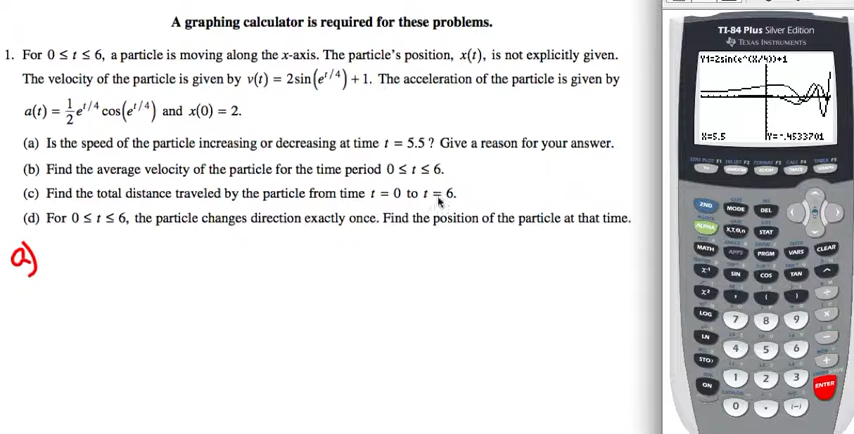 A graphing calculator is required for these problems.
1. For 0 ≤ t ≤ 6, a particle is moving along the x-axis. The particle's position, x(t), is not explicitly given.
The velocity of the particle is given by v(t) = 2sin(e^(t/4)) + 1. The acceleration of the particle is given by
a(t) = 1/2 e^(t/4) cos(e^(t/4)) and x(0) = 2.
(a) Is the speed of the particle increasing or decreasing at time t = 5.5 ? Give a reason for your answer.
(b) Find the average velocity of the particle for the time period 0 ≤ t ≤ 6.
(c) Find the total distance traveled by the particle from time t = 0 to t = 6.
(d) For 0 ≤ t ≤ 6, the particle changes direction exactly once. Find the position of the particle at that time.
a)
TI-84 Plus Silver Edition
TEXAS INSTRUMENTS
Y1=2sin(e^(X/4))+1
X=5.5 Y=-.4533701
2ND MODE DEL
ALPHA X,T,θ,n STAT
MATH APPS PRGM VARS CLEAR
x⁻¹ SIN COS TAN ^
x² , ( ) ÷
LOG 7 8 9 ×
LN 4 5 6 −
STO› 1 2 3 +
ON 0 . (−) ENTER